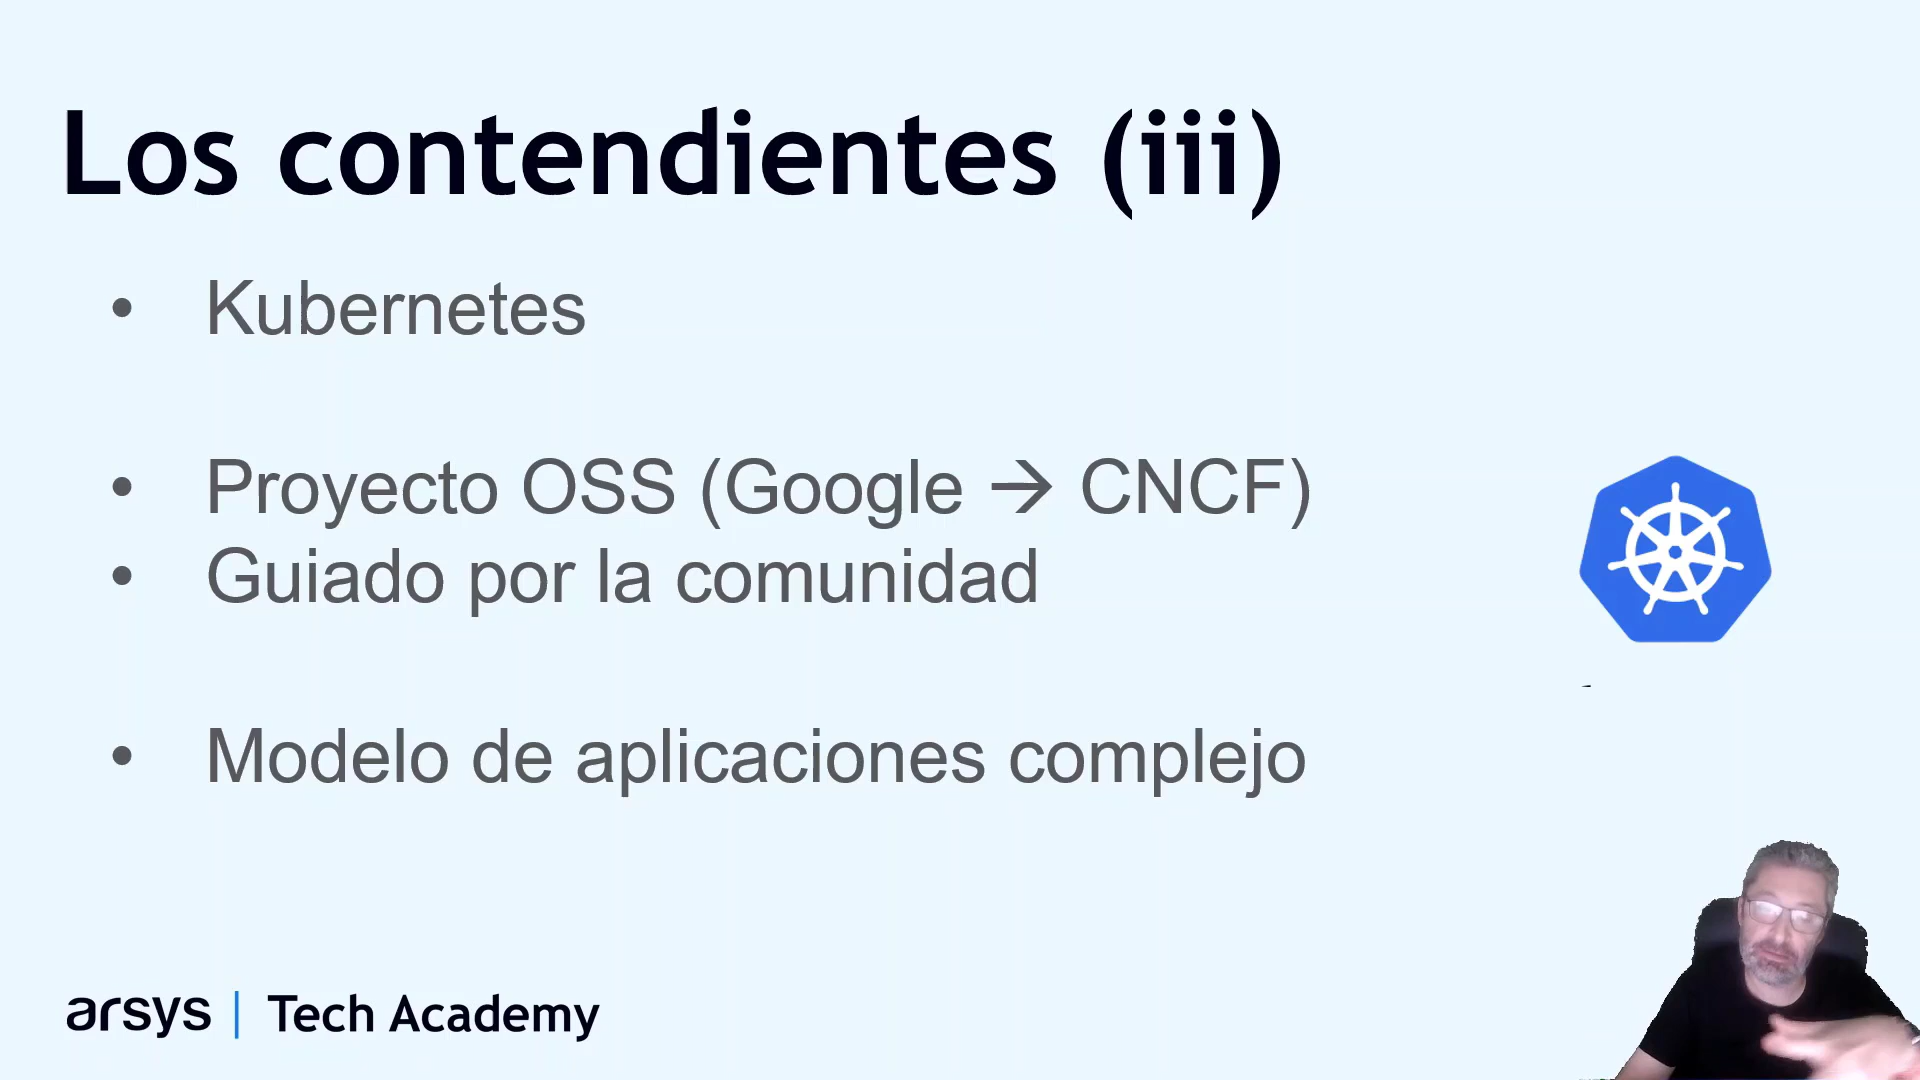 Los contendientes (iii)
• Kubernetes
• Proyecto OSS (Google → CNCF)
• Guiado por la comunidad
• Modelo de aplicaciones complejo
arsys | Tech Academy